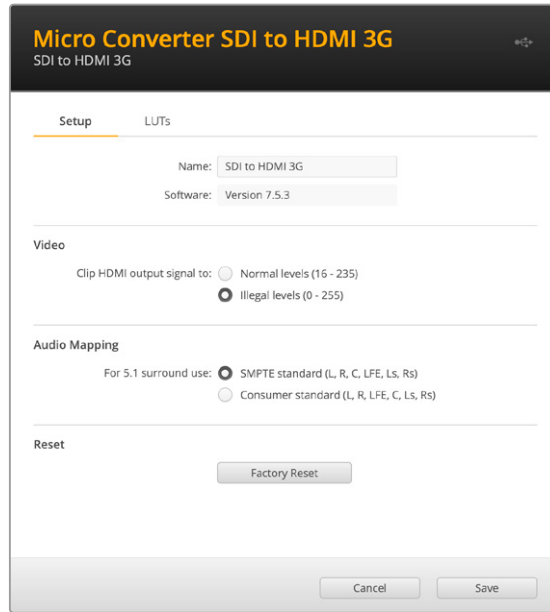 Micro Converter SDI to HDMI 3G
SDI to HDMI 3G
Setup LUTs
Name: SDI to HDMI 3G
Software: Version 7.5.3
Video
Clip HDMI output signal to: Normal levels (16 - 235)
Illegal levels (0 - 255)
Audio Mapping
For 5.1 surround use: SMPTE standard (L, R, C, LFE, Ls, Rs)
Consumer standard (L, R, LFE, C, Ls, Rs)
Reset
Factory Reset
Cancel Save